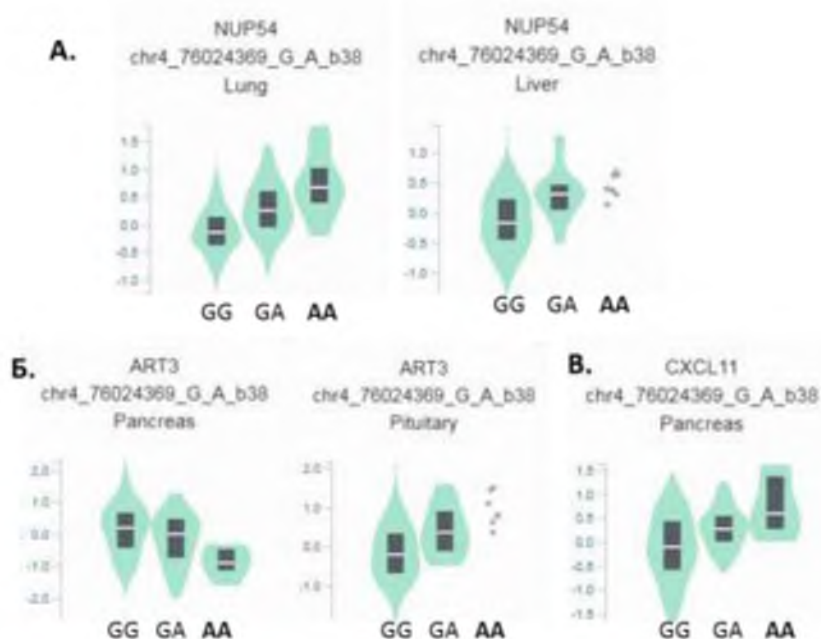 А.
NUP54
chr4_76024369_G_A_b38
Lung
1.5
1.0
0.5
0.0
-0.5
-1.0
GG GA AA
NUP54
chr4_76024369_G_A_b38
Liver
1.0
0.5
0.0
-0.5
-1.0
GG GA AA
Б.
ART3
chr4_76024369_G_A_b38
Pancreas
2.0
1.0
0.0
-1.0
-2.0
GG GA AA
ART3
chr4_76024369_G_A_b38
Pituitary
2.0
1.0
0.0
-1.0
GG GA AA
В.
CXCL11
chr4_76024369_G_A_b38
Pancreas
1.5
1.0
0.5
0.0
-0.5
-1.0
-1.5
GG GA AA